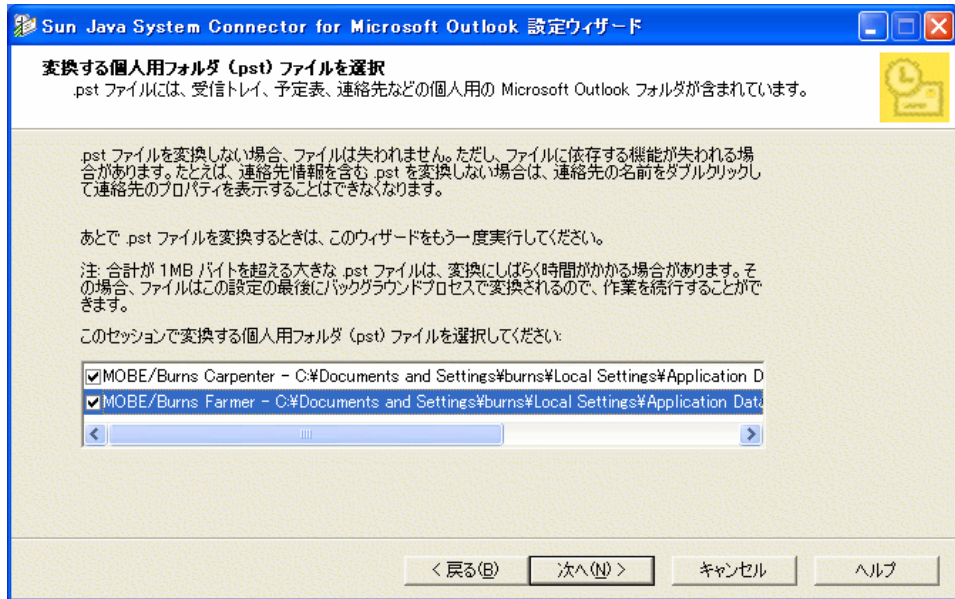 Sun Java System Connector for Microsoft Outlook 設定ウィザード
変換する個人用フォルダ (pst) ファイルを選択
.pst ファイルには、受信トレイ、予定表、連絡先などの個人用の Microsoft Outlook フォルダが含まれています。
.pst ファイルを変換しない場合、ファイルは失われません。ただし、ファイルに依存する機能が失われる場
合があります。たとえば、連絡先情報を含む .pst を変換しない場合は、連絡先の名前をダブルクリックし
て連絡先のプロパティを表示することはできなくなります。
あとで .pst ファイルを変換するときは、このウィザードをもう一度実行してください。
注: 合計が 1MB バイトを超える大きな .pst ファイルは、変換にしばらく時間がかかる場合があります。そ
の場合、ファイルはこの設定の最後にバックグラウンドプロセスで変換されるので、作業を続行することがで
きます。
このセッションで変換する個人用フォルダ (pst) ファイルを選択してください:
MOBE/Burns Carpenter - C:¥Documents and Settings¥burns¥Local Settings¥Application D
MOBE/Burns Farmer - C:¥Documents and Settings¥burns¥Local Settings¥Application Data
< 戻る(B) 次へ(N) > キャンセル ヘルプ